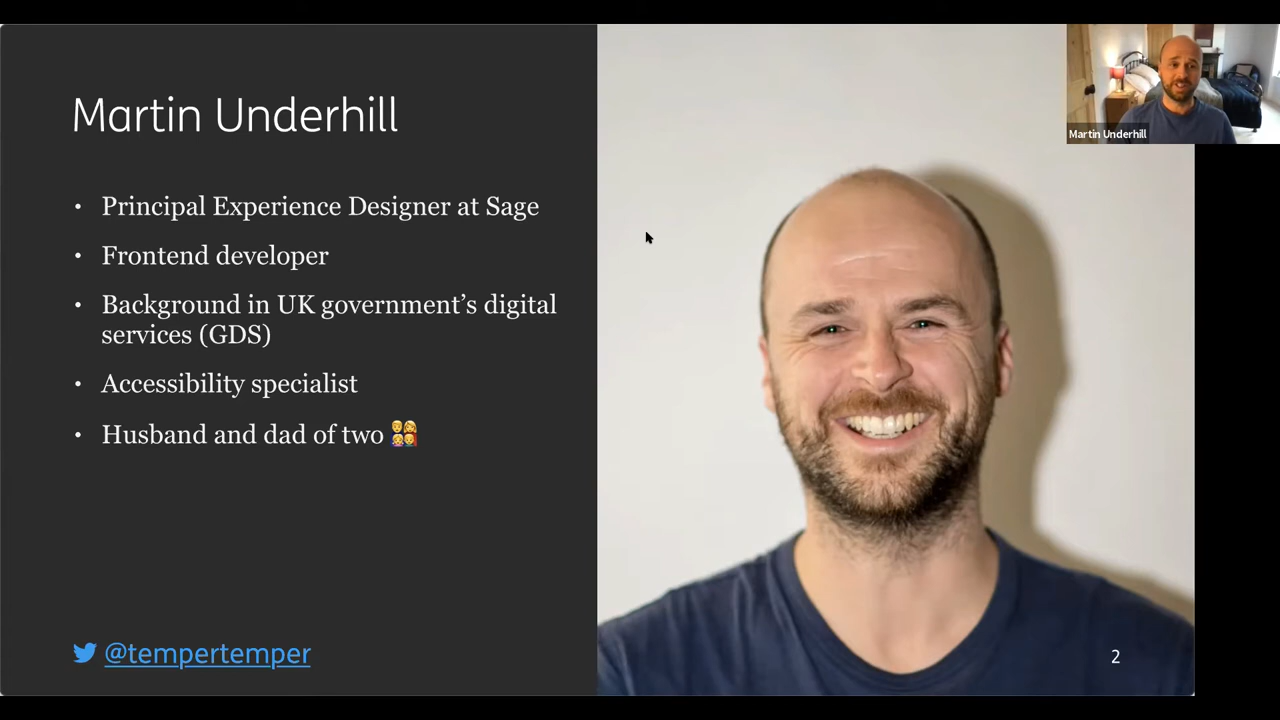 Martin Underhill
• Principal Experience Designer at Sage
• Frontend developer
• Background in UK government’s digital
services (GDS)
• Accessibility specialist
• Husband and dad of two 👨‍👩‍👧‍👦
@tempertemper
2
Martin Underhill